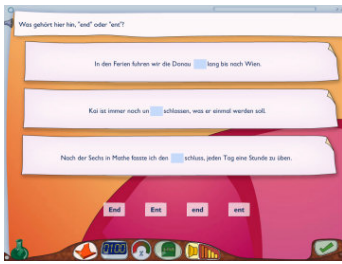 Was gehört hier hin, "end" oder "ent"?
In den Ferien fuhren wir die Donau lang bis nach Wien.
Kai ist immer noch un schlossen, was er einmal werden soll.
Nach der Sechs in Mathe fasste ich den schluss, jeden Tag eine Stunde zu üben.
End Ent end ent